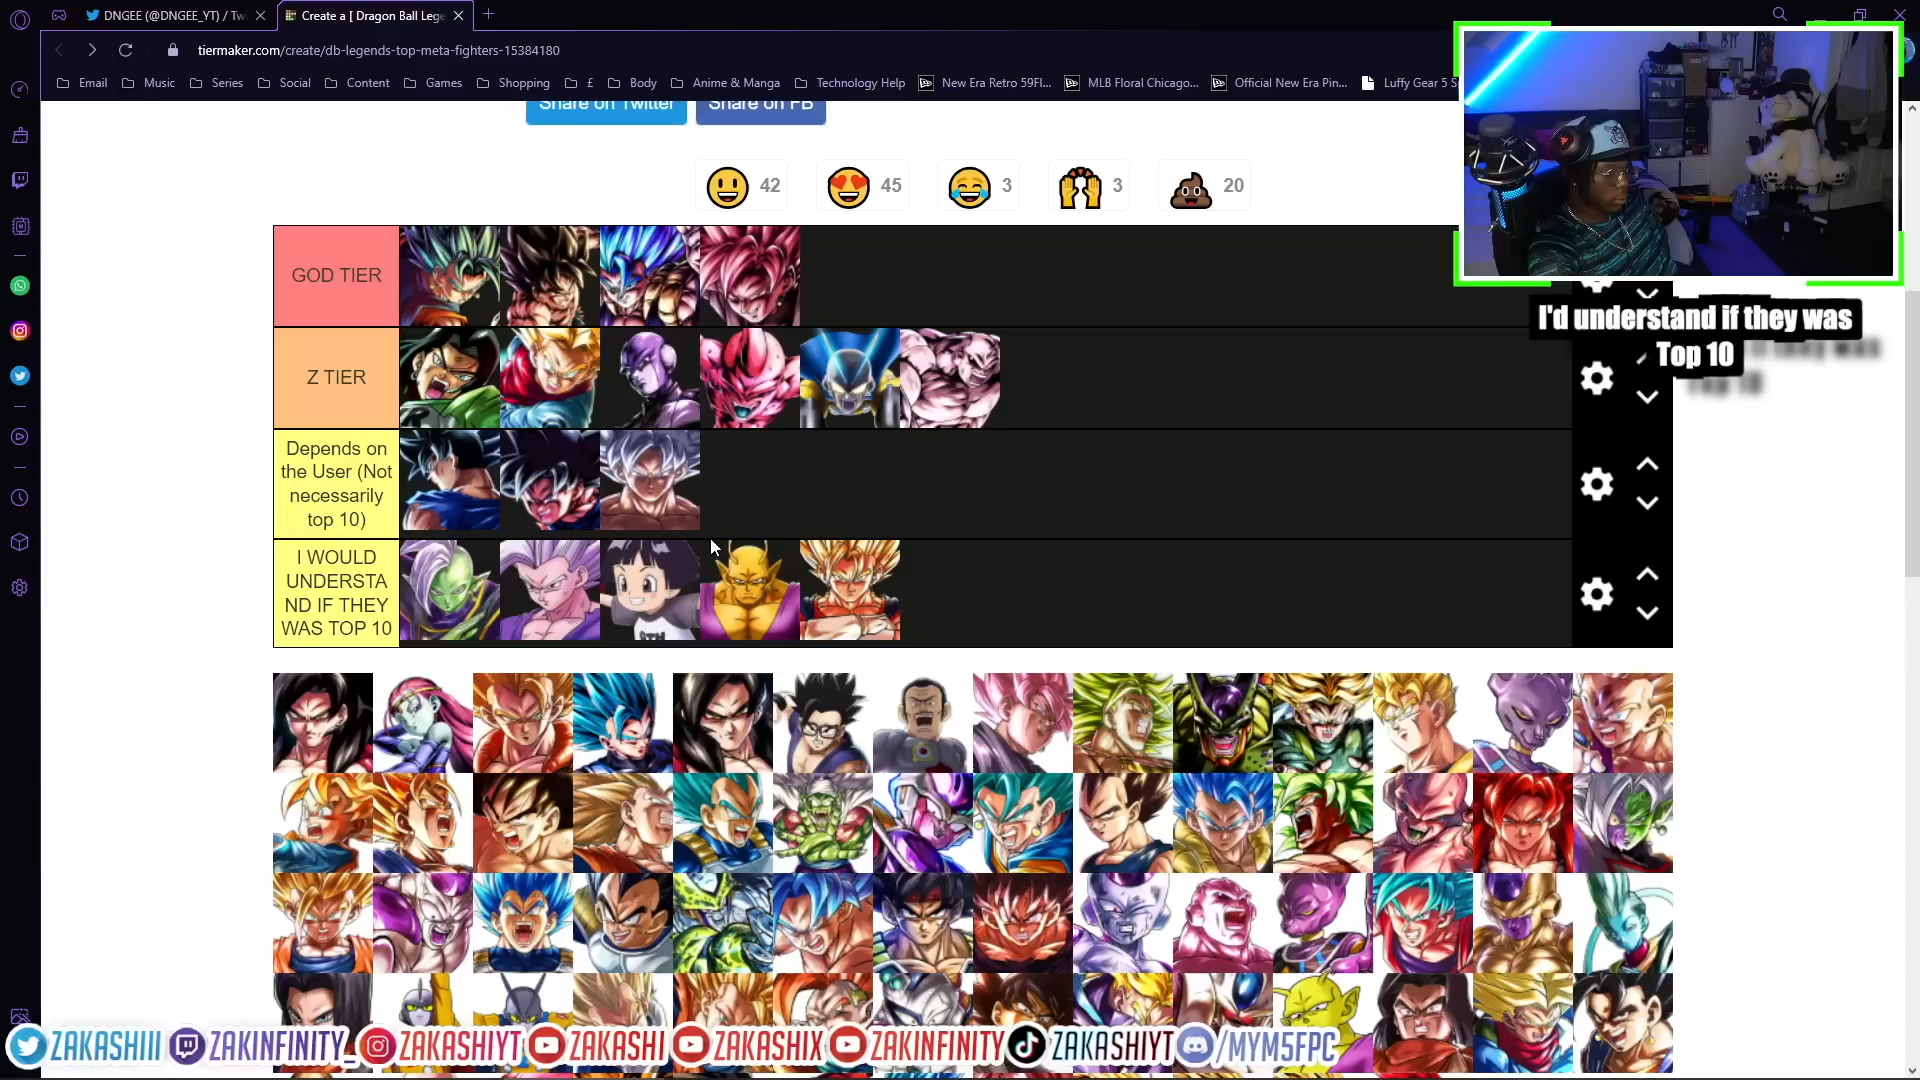 DNGEE (@DNGEE_YT) / Tw
Create a [ Dragon Ball Lege
tiermaker.com/create/db-legends-top-meta-fighters-15384180
Email
Music
Series
Social
Content
Games
Shopping
£
Body
Anime & Manga
Technology Help
New Era Retro 59Fl...
MLB Floral Chicago...
Official New Era Pin...
Luffy Gear 5 S
Share on Twitter
Share on FB
42
45
3
3
20
I'd understand if they was
Top 10
GOD TIER
Z TIER
Depends on
the User (Not
necessarily
top 10)
I WOULD
UNDERSTA
ND IF THEY
WAS TOP 10
ZAKASHIII
ZAKINFINITY_
ZAKASHIYT
ZAKASHI
ZAKASHIX
ZAKINFINITY
ZAKASHIYT
/MYM5FPC